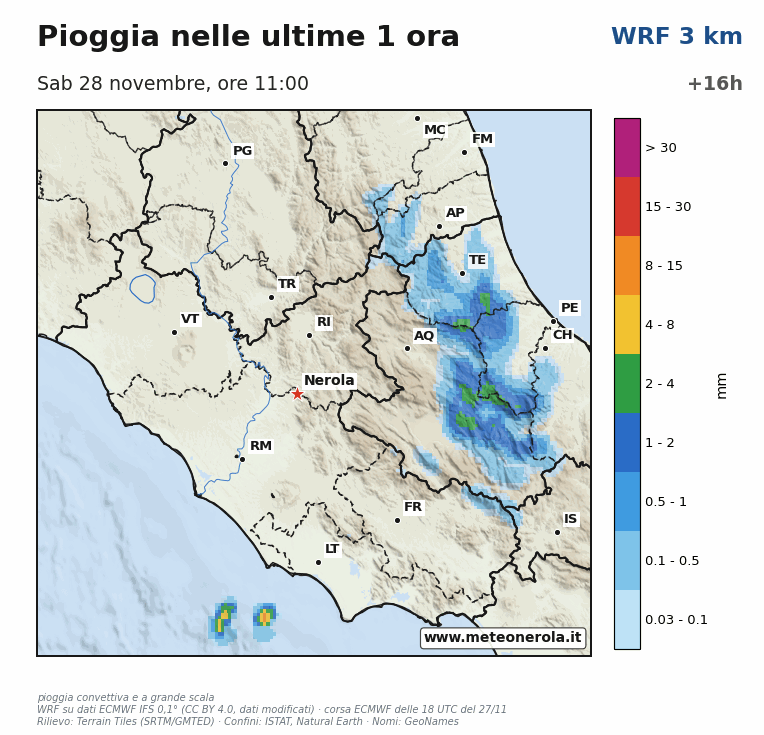 Pioggia nelle ultime 1 ora
WRF 3 km
Sab 28 novembre, ore 11:00
+16h
MC
FM
PG
AP
TE
TR
PE
VT
RI
AQ
CH
Nerola
RM
FR
IS
LT
www.meteonerola.it
> 30
15 - 30
8 - 15
4 - 8
2 - 4
1 - 2
0.5 - 1
0.1 - 0.5
0.03 - 0.1
mm
pioggia convettiva e a grande scala
WRF su dati ECMWF IFS 0,1° (CC BY 4.0, dati modificati) · corsa ECMWF delle 18 UTC del 27/11
Rilievo: Terrain Tiles (SRTM/GMTED) · Confini: ISTAT, Natural Earth · Nomi: GeoNames